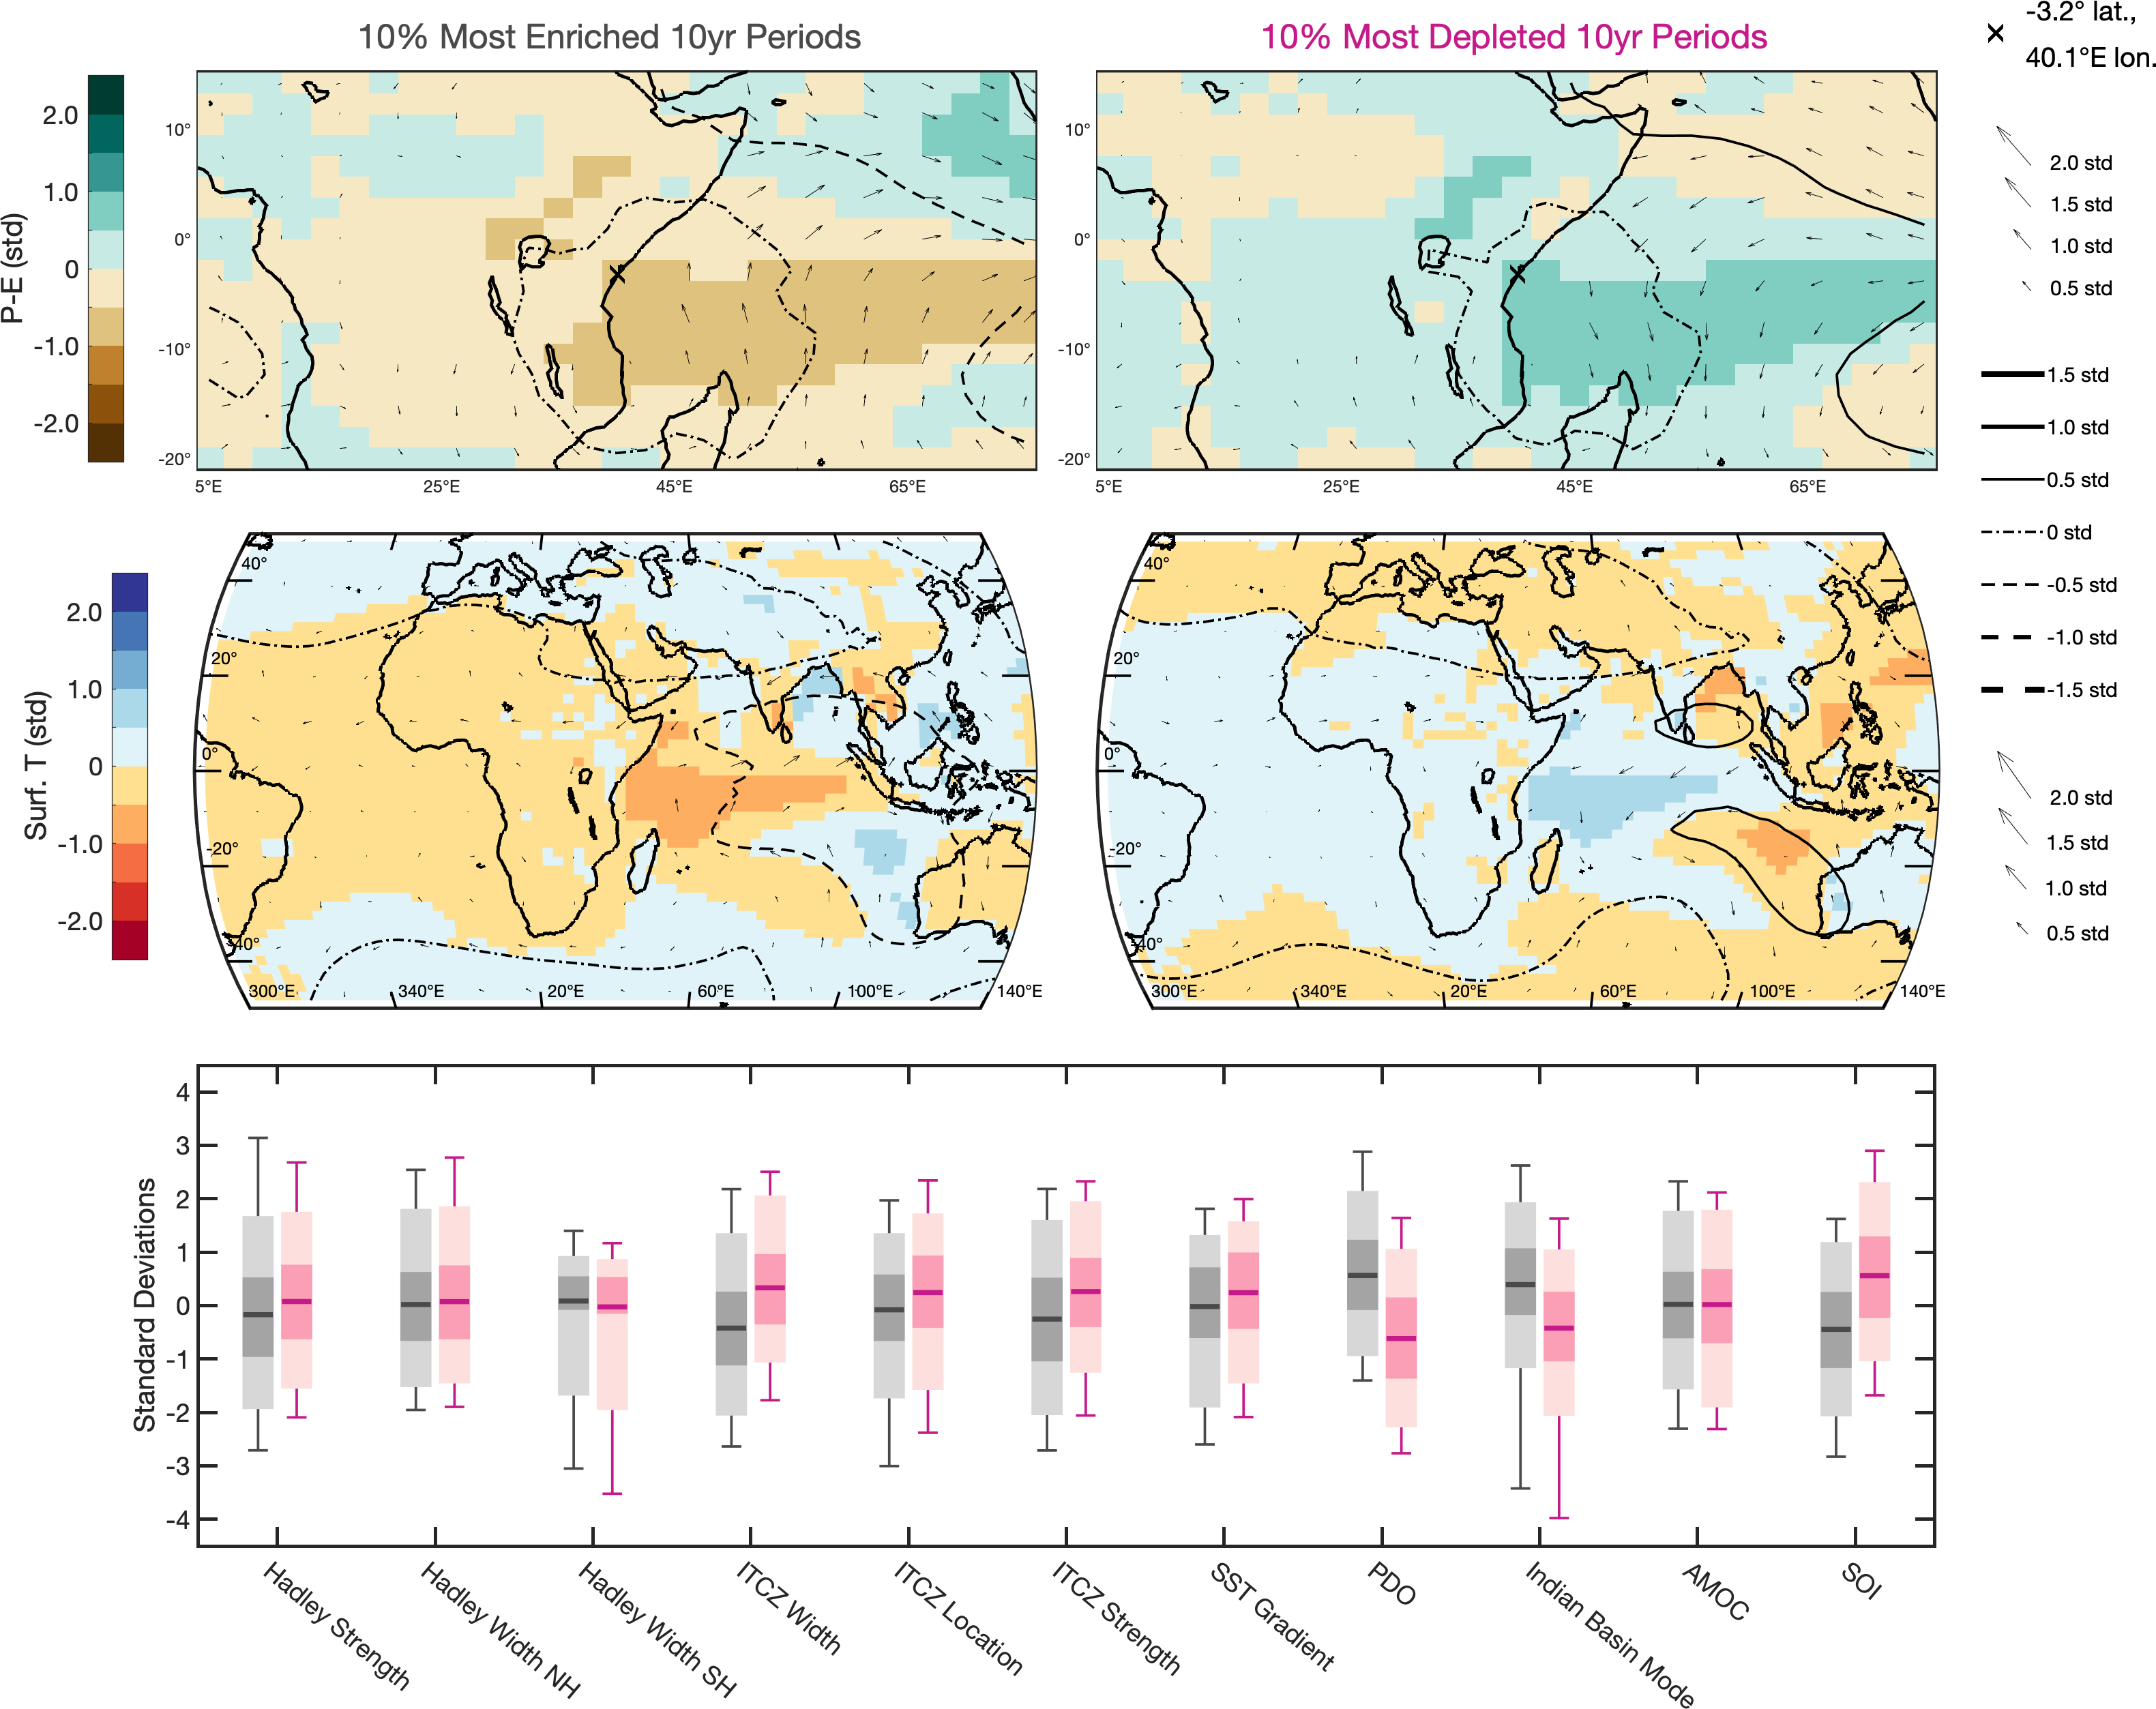 10% Most Enriched 10yr Periods
10% Most Depleted 10yr Periods
-3.2° lat.,
40.1°E lon.
P-E (std)
2.0
1.0
0
-1.0
-2.0
10°
0°
-10°
-20°
5°E
25°E
45°E
65°E
10°
0°
-10°
-20°
5°E
25°E
45°E
65°E
2.0 std
1.5 std
1.0 std
0.5 std
1.5 std
1.0 std
0.5 std
0 std
-0.5 std
-1.0 std
-1.5 std
Surf. T (std)
2.0
1.0
0
-1.0
-2.0
40°
20°
0°
-20°
-40°
300°E
340°E
20°E
60°E
100°E
140°E
40°
20°
0°
-20°
-40°
300°E
340°E
20°E
60°E
100°E
140°E
2.0 std
1.5 std
1.0 std
0.5 std
Standard Deviations
4
3
2
1
0
-1
-2
-3
-4
Hadley Strength
Hadley Width NH
Hadley Width SH
ITCZ Width
ITCZ Location
ITCZ Strength
SST Gradient
PDO
Indian Basin Mode
AMOC
SOI